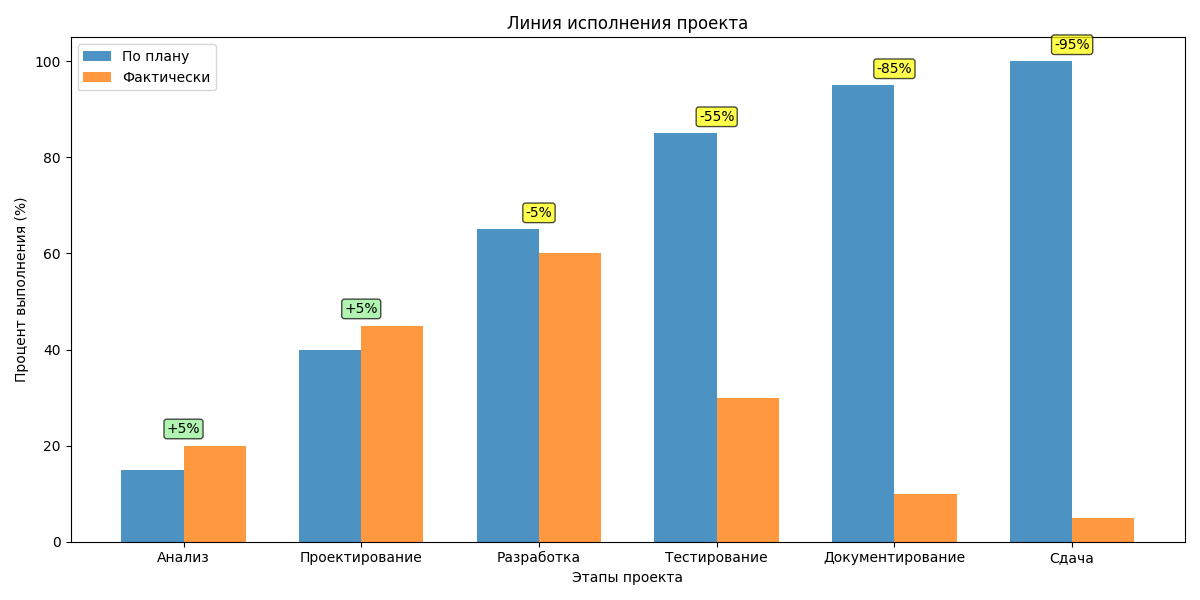 Линия исполнения проекта
По плану
Фактически
Процент выполнения (%)
100
80
60
40
20
0
+5%
+5%
-5%
-55%
-85%
-95%
Анализ
Проектирование
Разработка
Тестирование
Документирование
Сдача
Этапы проекта